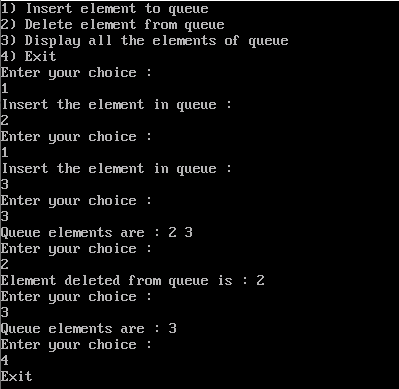 1) Insert element to queue
2) Delete element from queue
3) Display all the elements of queue
4) Exit
Enter your choice :
1
Insert the element in queue :
2
Enter your choice :
1
Insert the element in queue :
3
Enter your choice :
3
Queue elements are : 2 3
Enter your choice :
2
Element deleted from queue is : 2
Enter your choice :
3
Queue elements are : 3
Enter your choice :
4
Exit